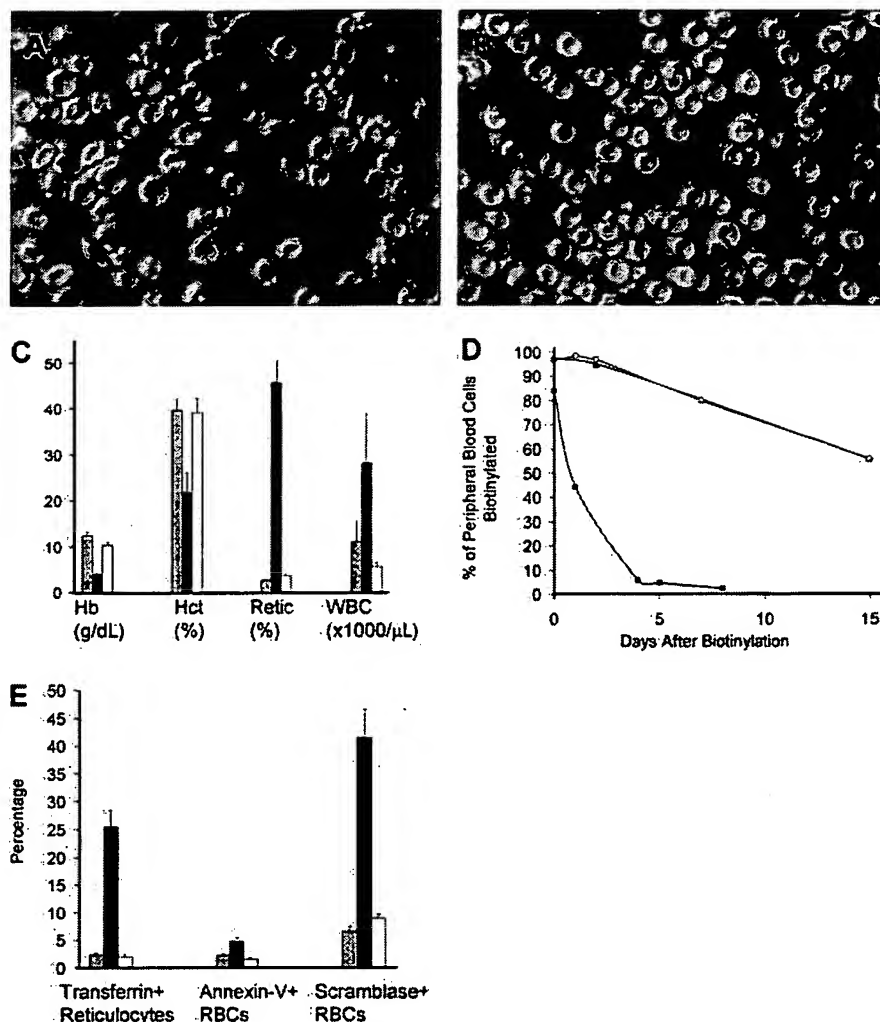 A
C
50
40
30
20
10
0
Hb Hct Retic WBC
(g/dL) (%) (%) (x1000/μL)
D
% of Peripheral Blood Cells
Biotinylated
100
90
80
70
60
50
40
30
20
10
0
0 5 10 15
Days After Biotinylation
E
Percentage
50
45
40
35
30
25
20
15
10
5
0
Transferrin+ Annexin-V+ Scramblase+
Reticulocytes RBCs RBCs